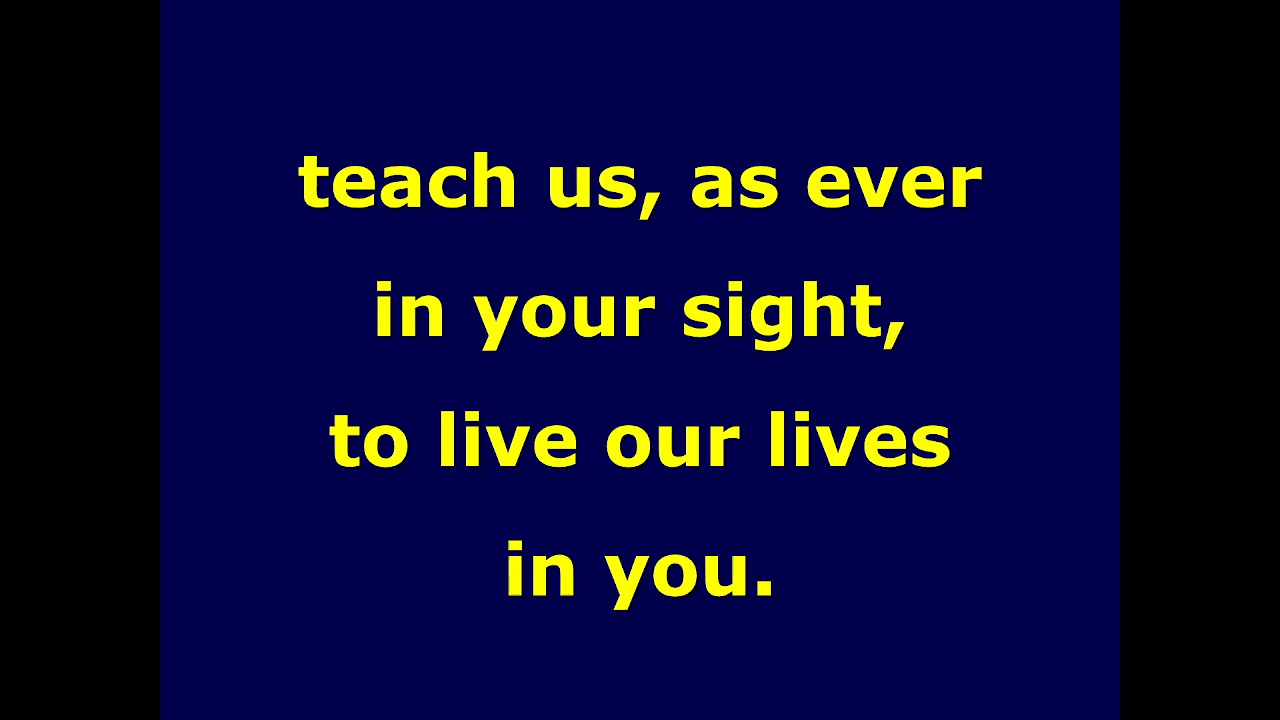 teach us, as ever
in your sight,
to live our lives
in you.